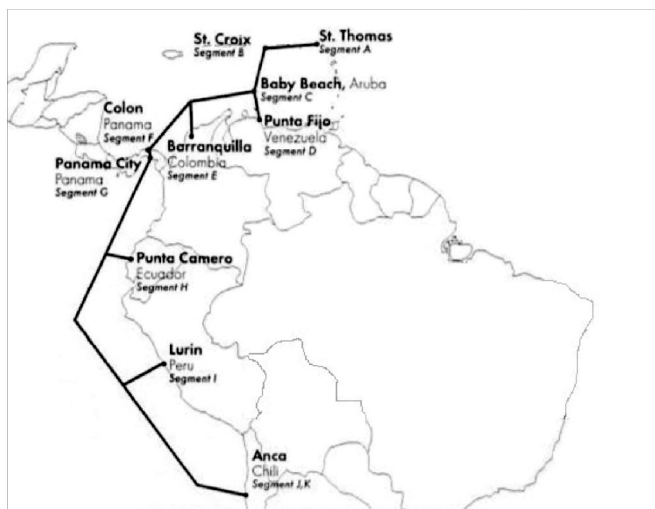 St. Croix
Segment B
St. Thomas
Segment A
Baby Beach, Aruba
Segment C
Colon
Panama
Segment F
Punta Fijo
Venezuela
Segment D
Barranquilla
Colombia
Segment E
Panama City
Panama
Segment G
Punta Camero
Ecuador
Segment H
Lurin
Peru
Segment I
Anca
Chili
Segment J,K